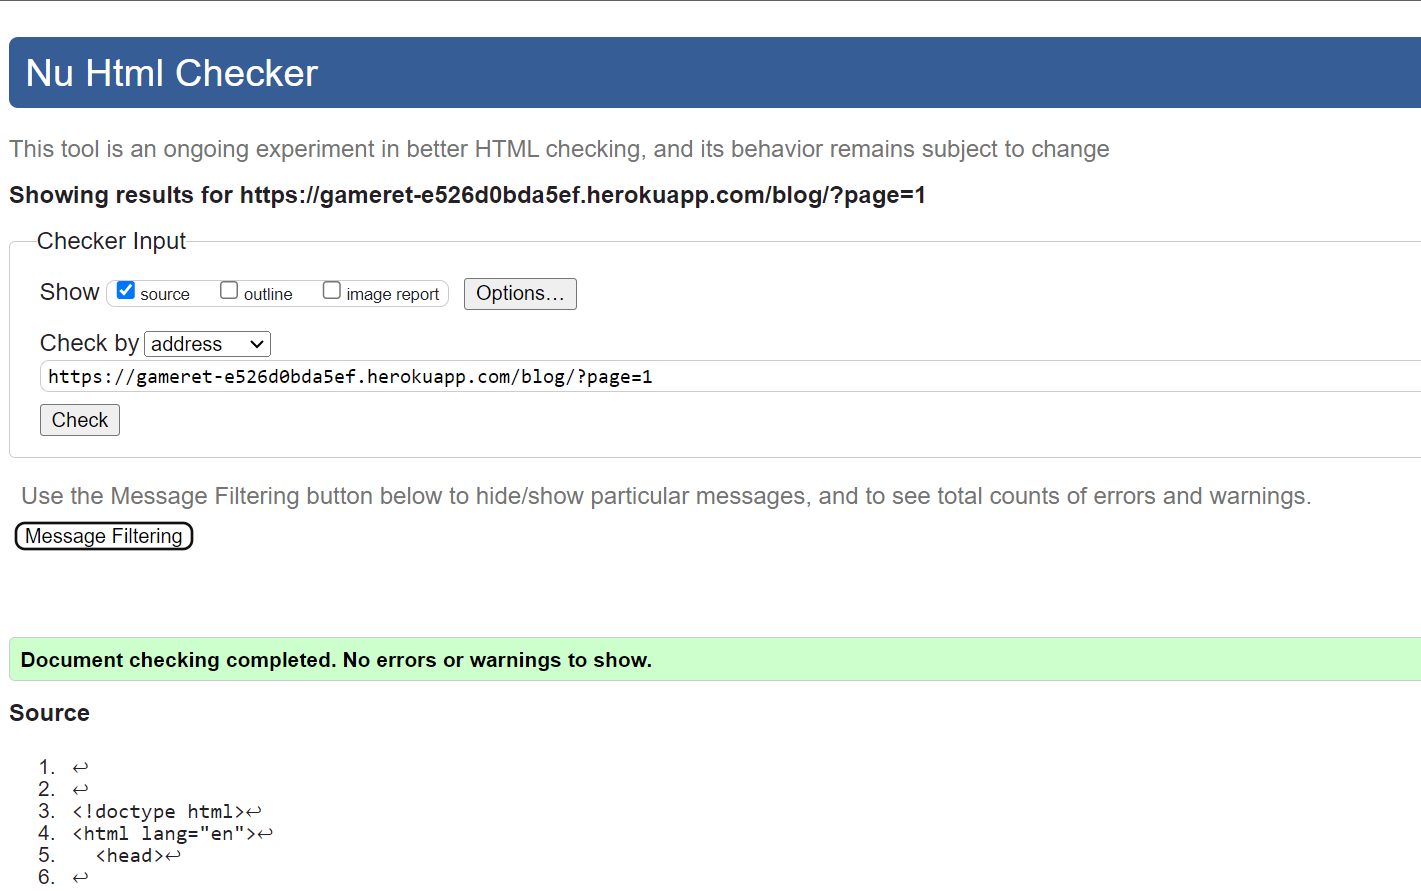 Nu Html Checker
This tool is an ongoing experiment in better HTML checking, and its behavior remains subject to change
Showing results for https://gameret-e526d0bda5ef.herokuapp.com/blog/?page=1
Checker Input
Show source outline image report Options...
Check by address
https://gameret-e526d0bda5ef.herokuapp.com/blog/?page=1
Check
Use the Message Filtering button below to hide/show particular messages, and to see total counts of errors and warnings.
Message Filtering
Document checking completed. No errors or warnings to show.
Source
1. ↩
2. ↩
3. <!doctype html>↩
4. <html lang="en">↩
5. <head>↩
6. ↩